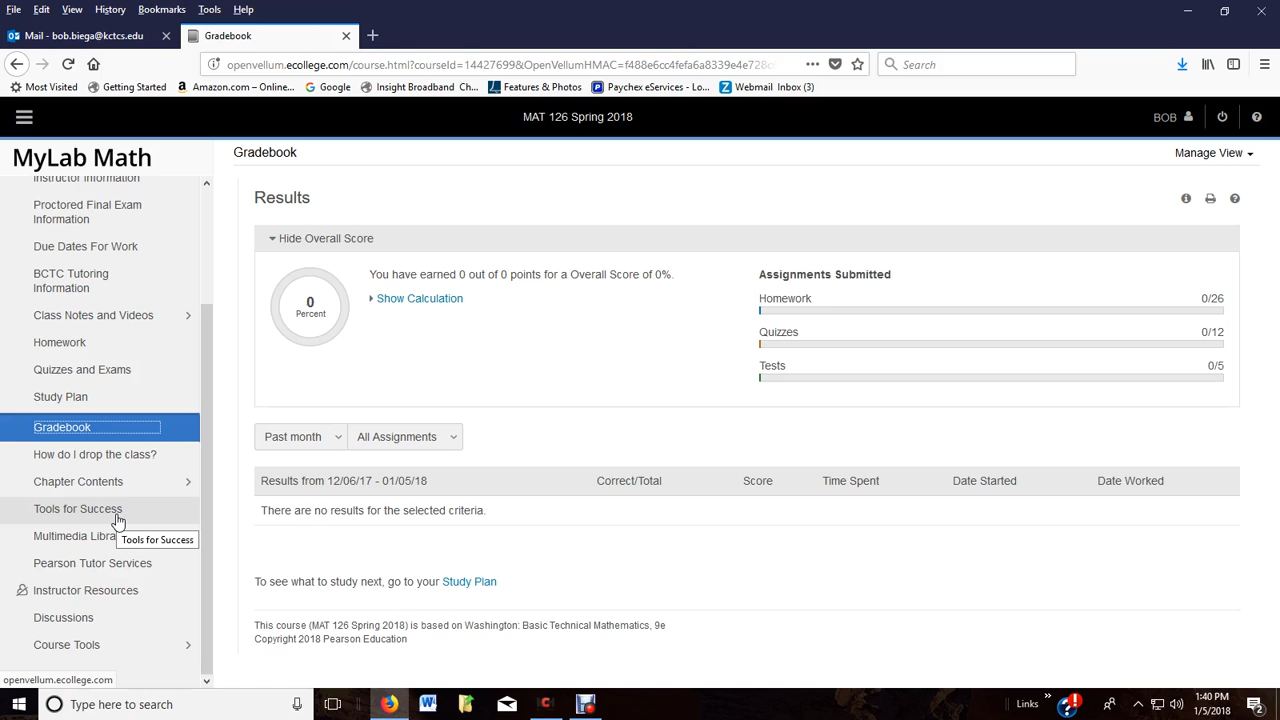 File Edit View History Bookmarks Tools Help
Mail - bob.biega@kctcs.edu
Gradebook
openvellum.ecollege.com/course.html?courseId=14427699&OpenVellumHMAC=f488e6cc4fefa6a8339e4e728
Search
Most Visited Getting Started Amazon.com – Online... Google Insight Broadband Ch... Features & Photos Paychex eServices - Lo... Webmail Inbox (3)
MAT 126 Spring 2018
BOB
MyLab Math
Gradebook
Manage View
Instructor Information
Proctored Final Exam
Information
Due Dates For Work
BCTC Tutoring
Information
Class Notes and Videos
Homework
Quizzes and Exams
Study Plan
Gradebook
How do I drop the class?
Chapter Contents
Tools for Success
Multimedia Libra
Tools for Success
Pearson Tutor Services
Instructor Resources
Discussions
Course Tools
openvellum.ecollege.com
Results
Hide Overall Score
0
Percent
You have earned 0 out of 0 points for a Overall Score of 0%.
Show Calculation
Assignments Submitted
Homework 0/26
Quizzes 0/12
Tests 0/5
Past month All Assignments
Results from 12/06/17 - 01/05/18 Correct/Total Score Time Spent Date Started Date Worked
There are no results for the selected criteria.
To see what to study next, go to your Study Plan
This course (MAT 126 Spring 2018) is based on Washington: Basic Technical Mathematics, 9e
Copyright 2018 Pearson Education
Type here to search
Links
1:40 PM
1/5/2018